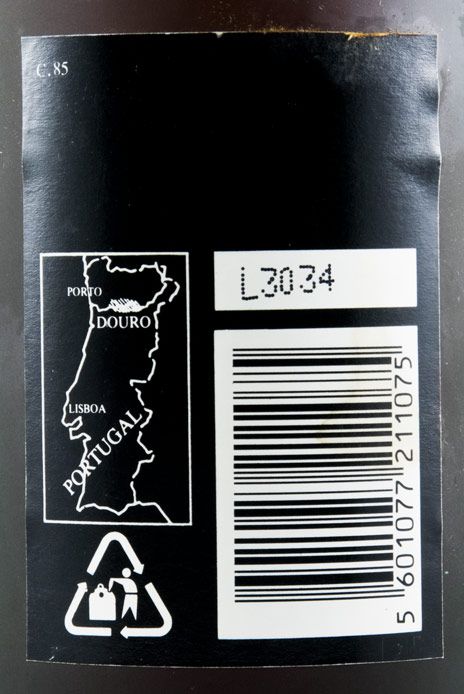 C.85
PORTO
DOURO
LISBOA
PORTUGAL
L3034
5 601077 211075